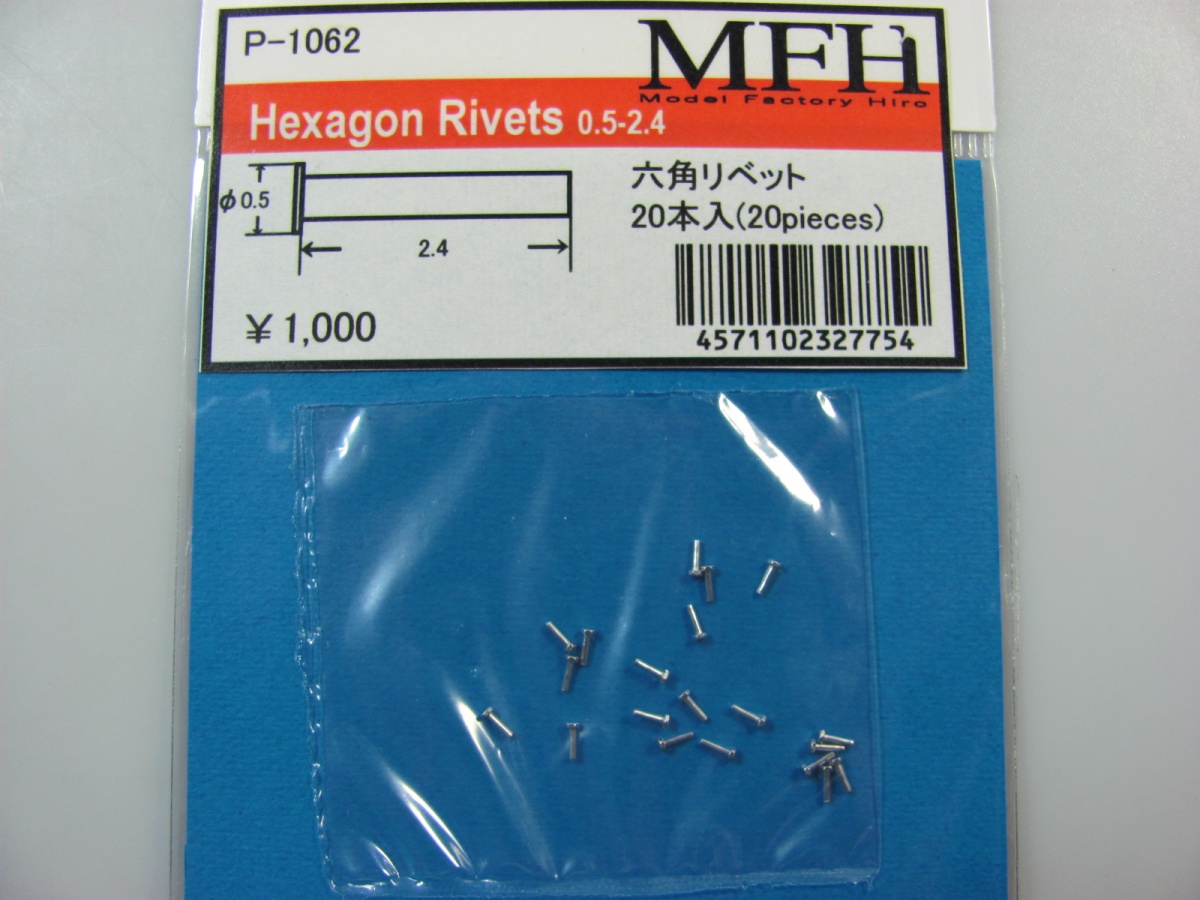 P-1062
MFH
Model Factory Hiro
Hexagon Rivets 0.5-2.4
六角リベット
20本入(20pieces)
φ0.5
2.4
¥1,000
4571102327754